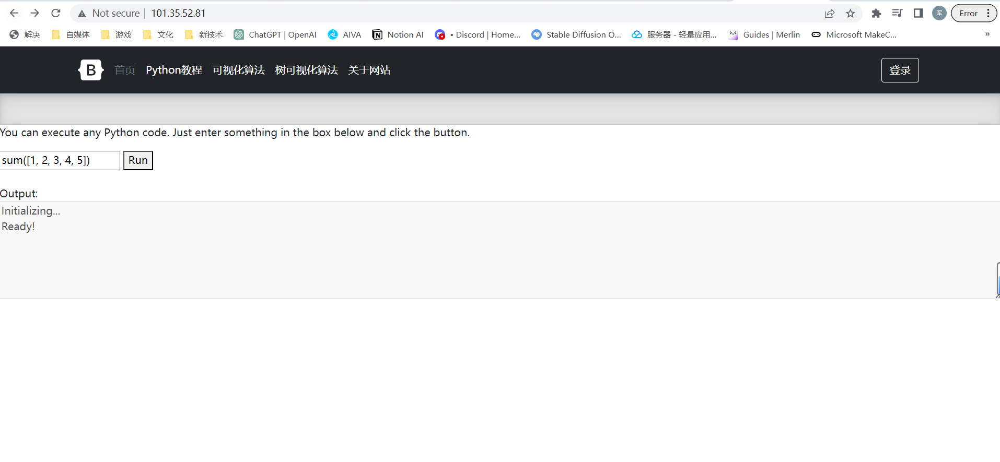 Not secure | 101.35.52.81 军 Error
解决 自媒体 游戏 文化 新技术 ChatGPT | OpenAI AIVA Notion AI • Discord | Home... Stable Diffusion O... 服务器 - 轻量应用... Guides | Merlin Microsoft MakeC... »
B 首页 Python教程 可视化算法 树可视化算法 关于网站 登录
You can execute any Python code. Just enter something in the box below and click the button.
sum([1, 2, 3, 4, 5]) Run
Output:
Initializing...
Ready!